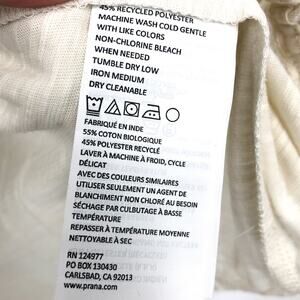 45% RECYCLED POLYESTER
MACHINE WASH COLD GENTLE
WITH LIKE COLORS
NON-CHLORINE BLEACH
WHEN NEEDED
TUMBLE DRY LOW
IRON MEDIUM
DRY CLEANABLE
FABRIQUÉ EN INDE
55% COTON BIOLOGIQUE
45% POLYESTER RECYCLÉ
LAVER À MACHINE À FROID, CYCLE
DÉLICAT
AVEC DES COULEURS SIMILAIRES
UTILISER SEULEMENT UN AGENT DE
BLANCHIMENT NON CHLORÉ AU BESOIN
SÉCHAGE PAR CULBUTAGE À BASSE
TEMPÉRATURE
REPASSER À TEMPÉRATURE MOYENNE
NETTOYABLE À SEC
RN 124977
PO BOX 130430
CARLSBAD, CA 92013
www.prana.com